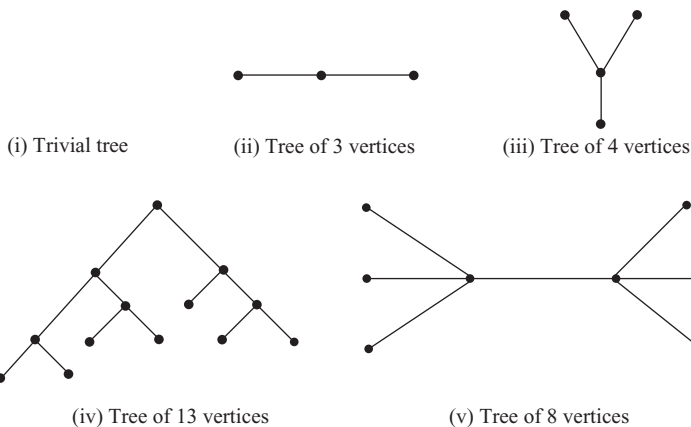 (i) Trivial tree
(ii) Tree of 3 vertices
(iii) Tree of 4 vertices
(iv) Tree of 13 vertices
(v) Tree of 8 vertices